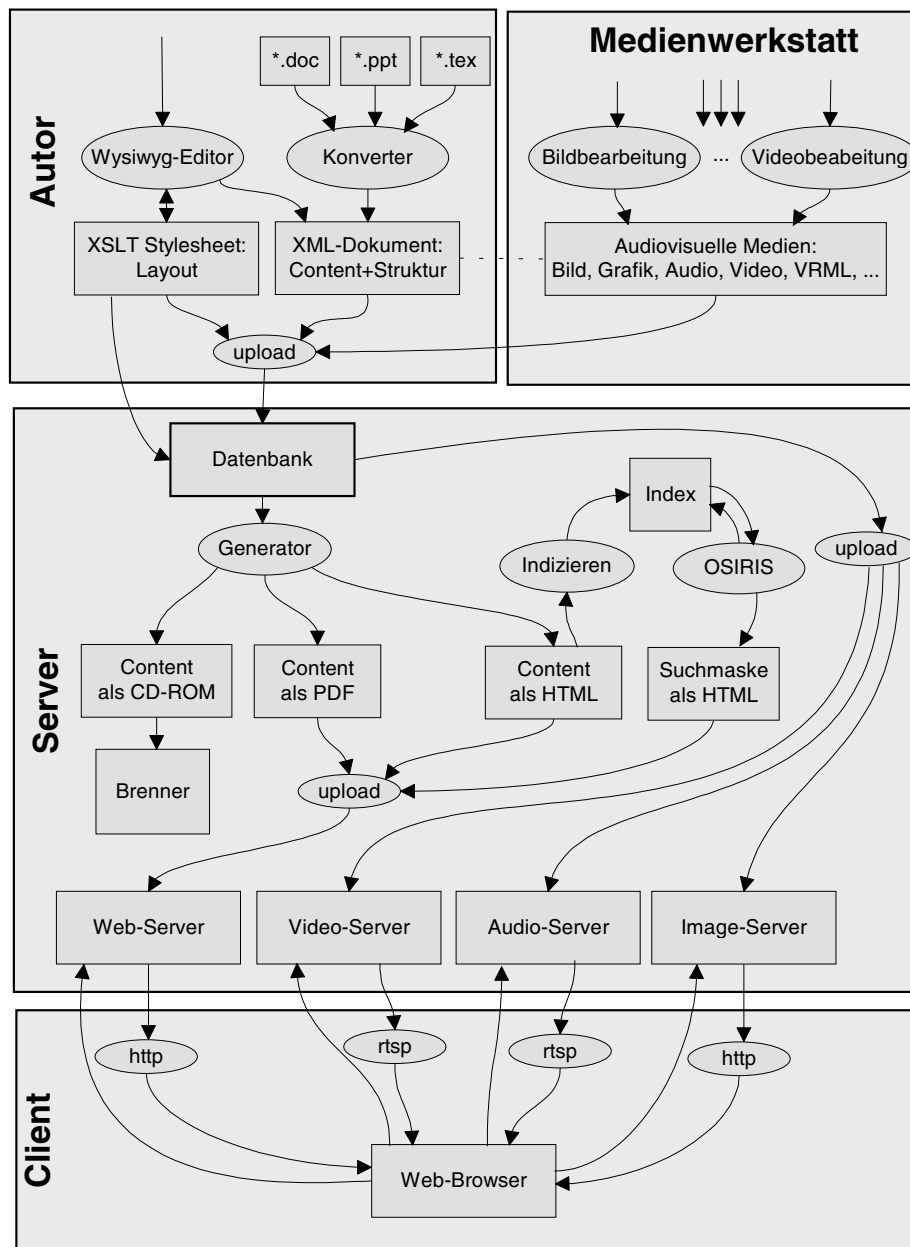 Autor
*.doc
*.ppt
*.tex
Wysiwyg-Editor
Konverter
XSLT Stylesheet:
Layout
XML-Dokument:
Content+Struktur
upload
Medienwerkstatt
Bildbearbeitung
...
Videobeabeitung
Audiovisuelle Medien:
Bild, Grafik, Audio, Video, VRML, ...
Server
Datenbank
Generator
Indizieren
Index
OSIRIS
upload
Content
als CD-ROM
Content
als PDF
Content
als HTML
Suchmaske
als HTML
Brenner
upload
Web-Server
Video-Server
Audio-Server
Image-Server
Client
http
rtsp
rtsp
http
Web-Browser